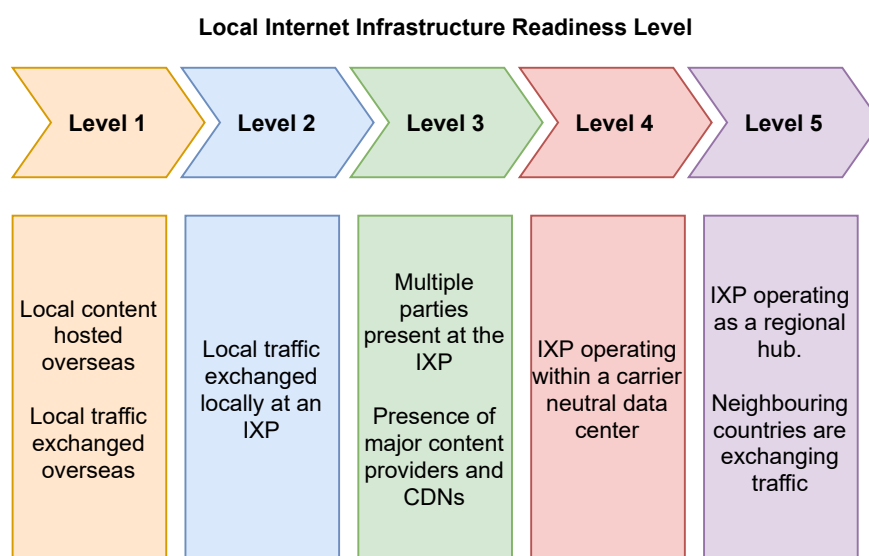 Local Internet Infrastructure Readiness Level
Level 1
Level 2
Level 3
Level 4
Level 5
Local content
hosted
overseas
Local traffic
exchanged
overseas
Local traffic
exchanged
locally at an
IXP
Multiple
parties
present at the
IXP
Presence of
major content
providers and
CDNs
IXP operating
within a carrier
neutral data
center
IXP operating
as a regional
hub.
Neighbouring
countries are
exchanging
traffic